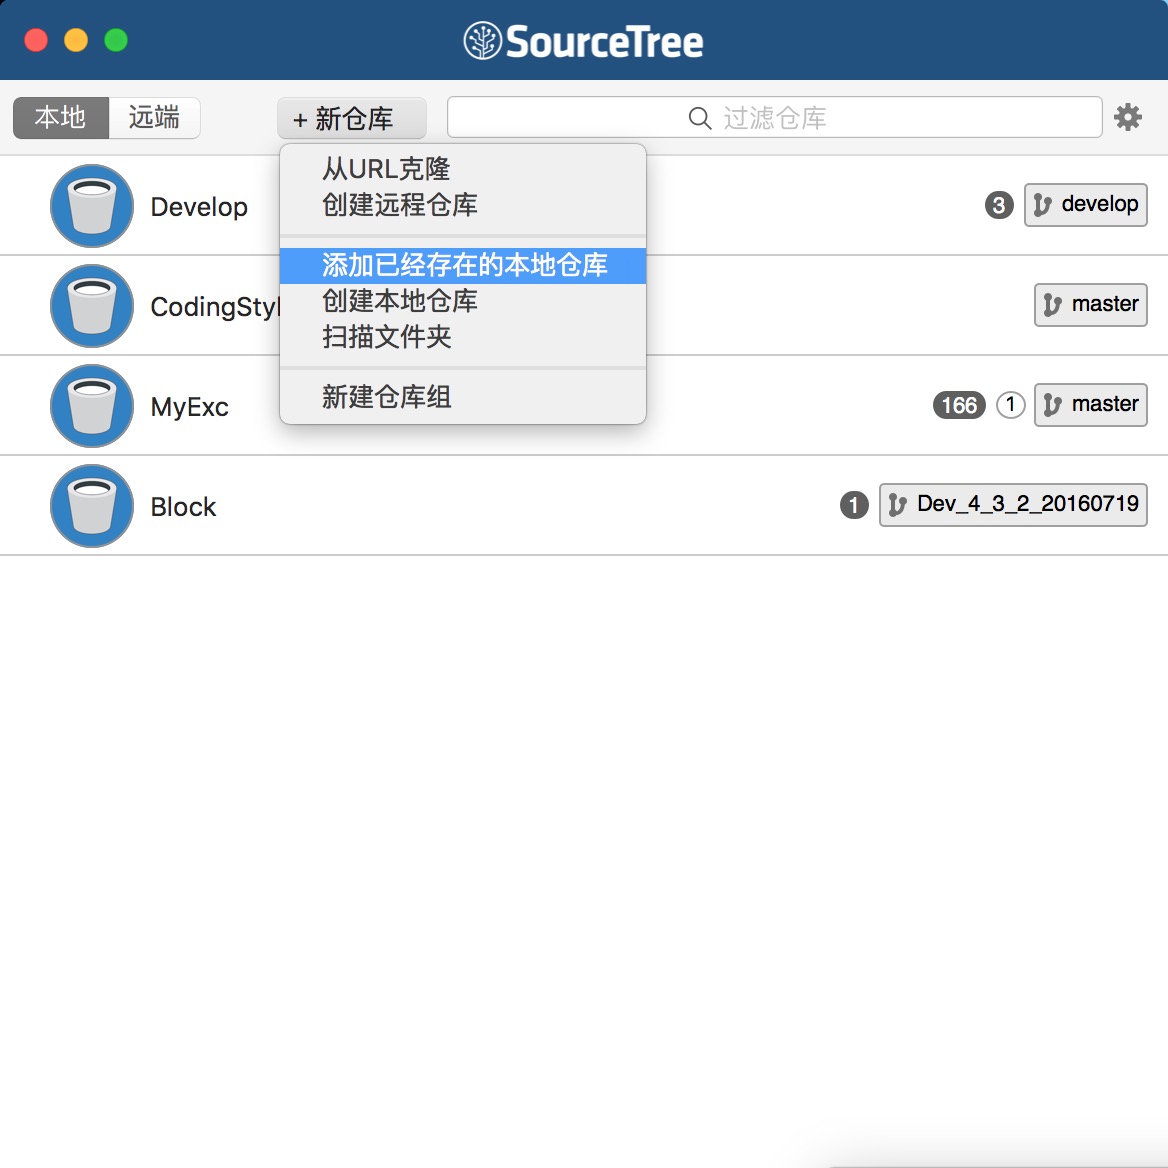 SourceTree
本地 远端 + 新仓库 过滤仓库
从URL克隆
创建远程仓库
Develop 3 develop
添加已经存在的本地仓库
创建本地仓库
CodingStyl master
扫描文件夹
新建仓库组
MyExc 166 1 master
Block 1 Dev_4_3_2_20160719